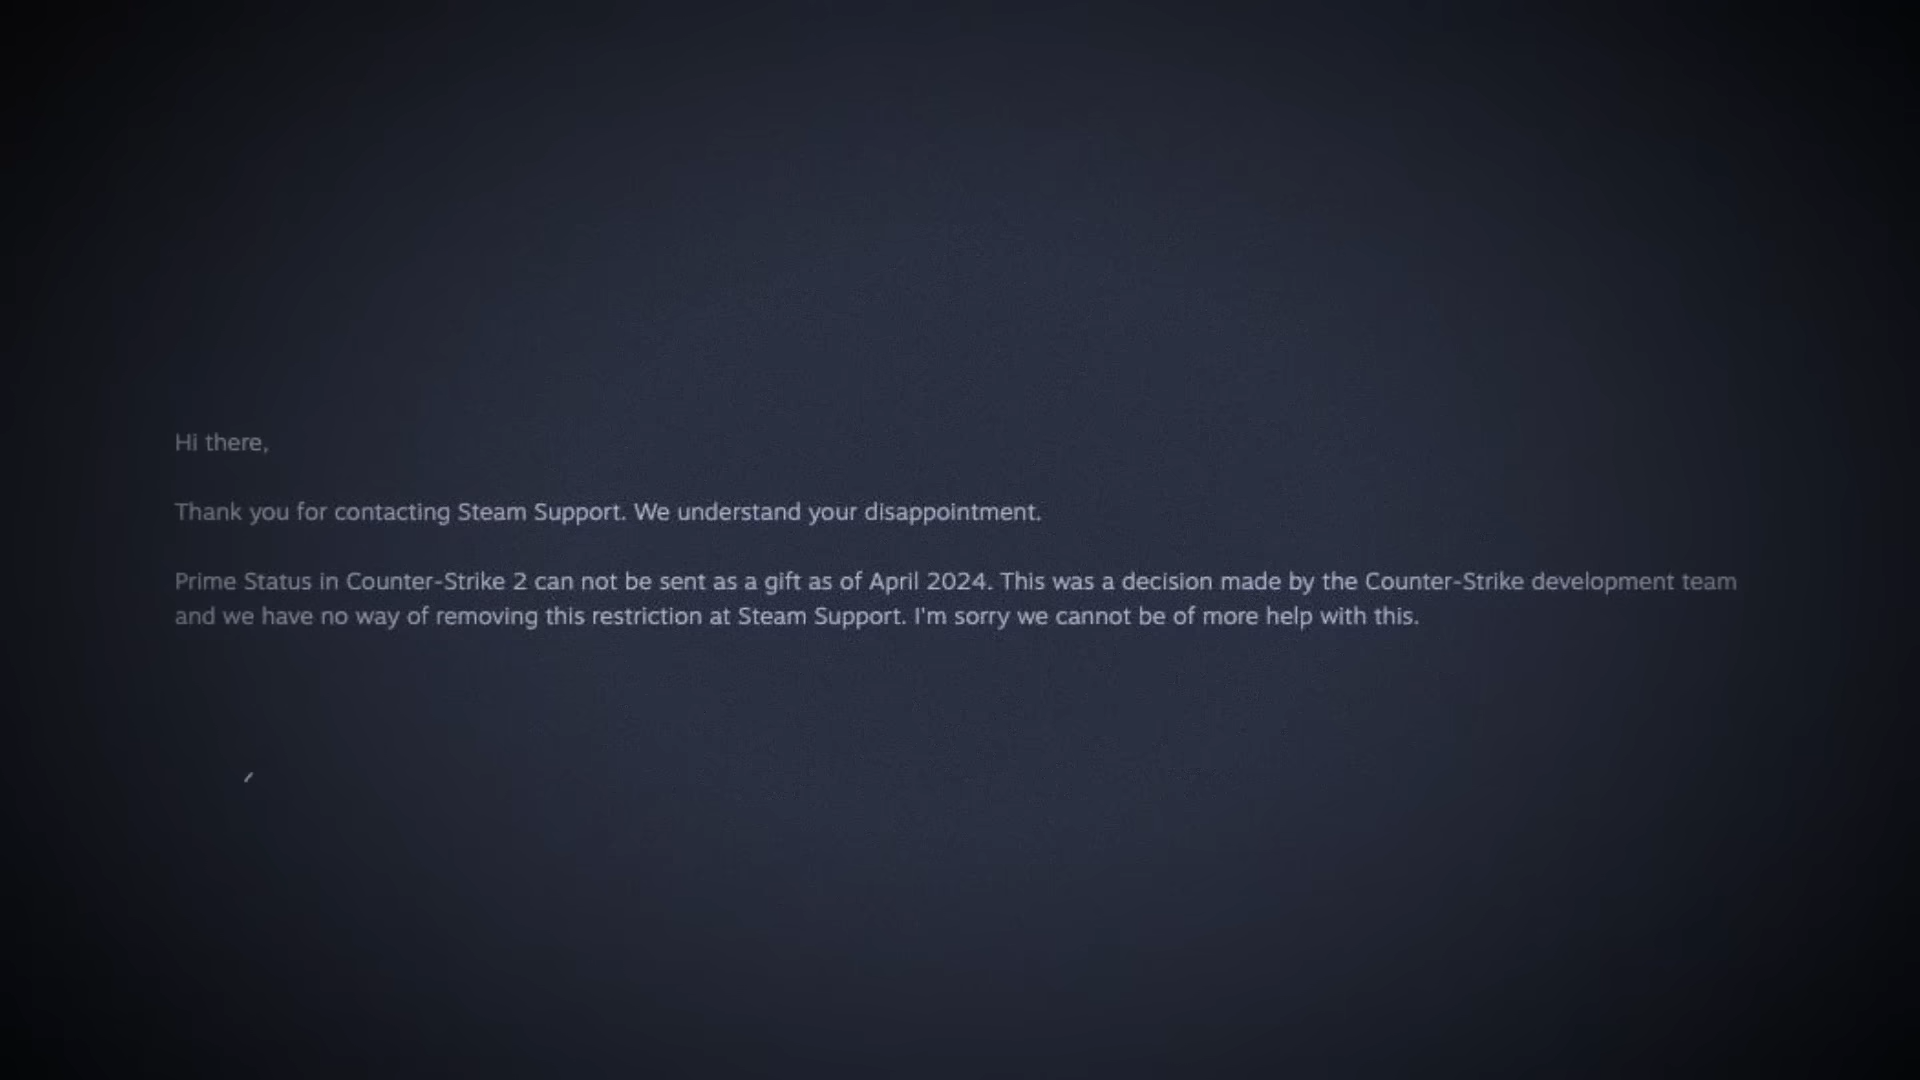 Hi there,
Thank you for contacting Steam Support. We understand your disappointment.
Prime Status in Counter-Strike 2 can not be sent as a gift as of April 2024. This was a decision made by the Counter-Strike development team
and we have no way of removing this restriction at Steam Support. I'm sorry we cannot be of more help with this.